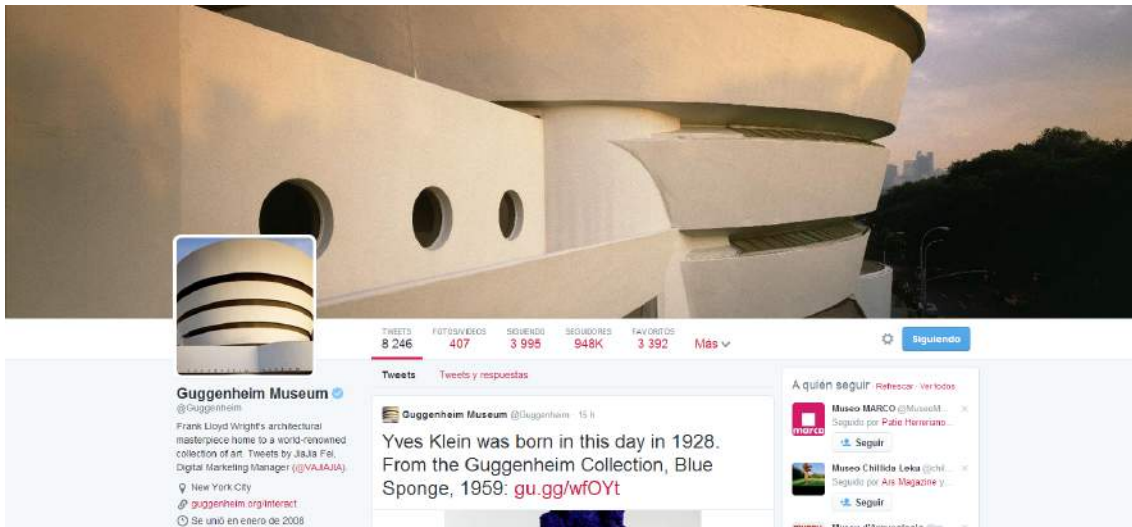 TWEETS
8 246
FOTOS/VÍDEOS
407
SIGUIENDO
3 995
SEGUIDORES
948K
FAVORITOS
3 392
Más
Siguiendo
Guggenheim Museum
@Guggenheim
Frank Lloyd Wright's architectural
masterpiece home to a world-renowned
collection of art. Tweets by JiaJia Fei,
Digital Marketing Manager (@VAJIAJIA).
New York City
guggenheim.org/interact
Se unió en enero de 2008
Tweets
Tweets y respuestas
Guggenheim Museum @Guggenheim · 15 h
Yves Klein was born in this day in 1928.
From the Guggenheim Collection, Blue
Sponge, 1959: gu.gg/wfOYt
A quién seguir Refrescar · Ver todos
Museo MARCO @MuseoM...
marco
Seguido por Patio Herreriano...
Seguir
Museo Chillida Leku @chil...
Seguido por Ars Magazine y...
Seguir